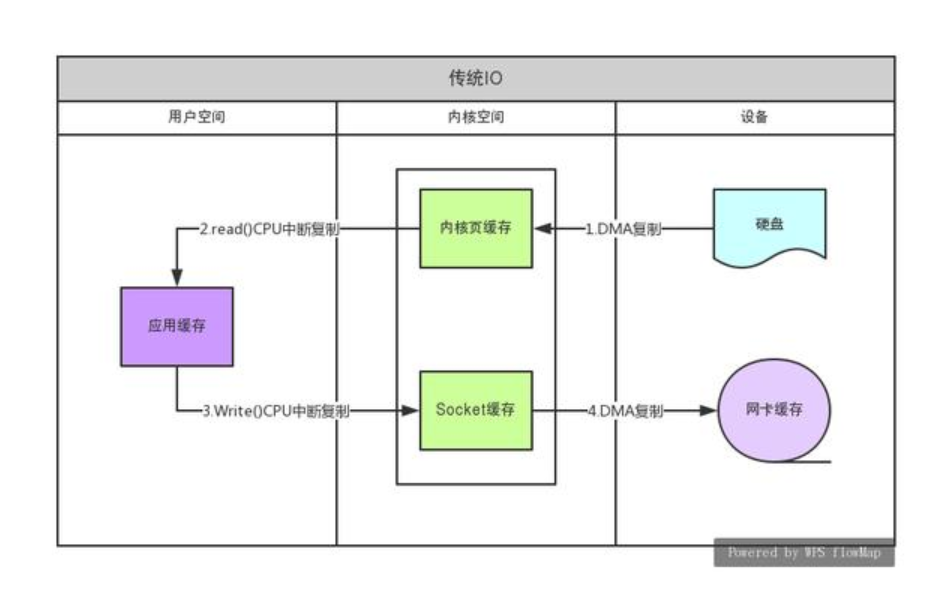 传统IO
用户空间
内核空间
设备
2.read()CPU中断复制
内核页缓存
1.DMA复制
硬盘
应用缓存
3.Write()CPU中断复制
Socket缓存
4.DMA复制
网卡缓存
Powered by WPS flowMap